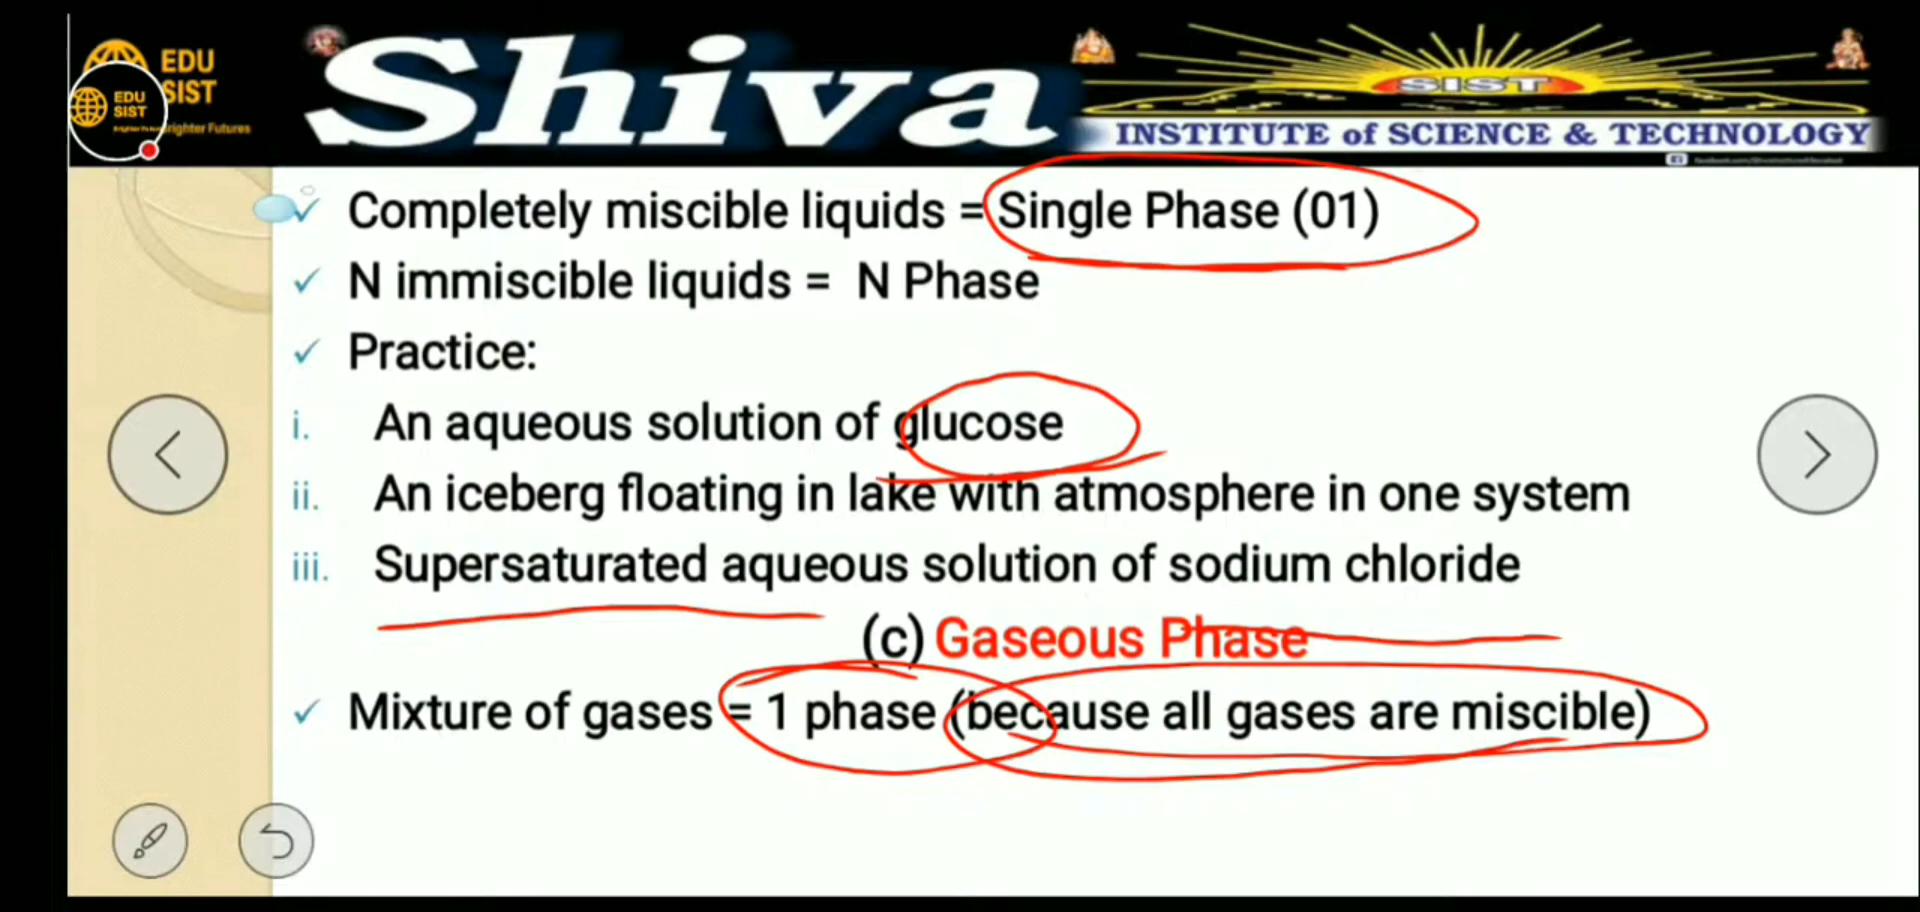 EDU
SIST
EDU
SIST
Brighter Futures
Shiva
SIST
INSTITUTE of SCIENCE & TECHNOLOGY
✓ Completely miscible liquids = Single Phase (01)
✓ N immiscible liquids = N Phase
✓ Practice:
i. An aqueous solution of glucose
ii. An iceberg floating in lake with atmosphere in one system
iii. Supersaturated aqueous solution of sodium chloride
(c) Gaseous Phase
✓ Mixture of gases = 1 phase (because all gases are miscible)